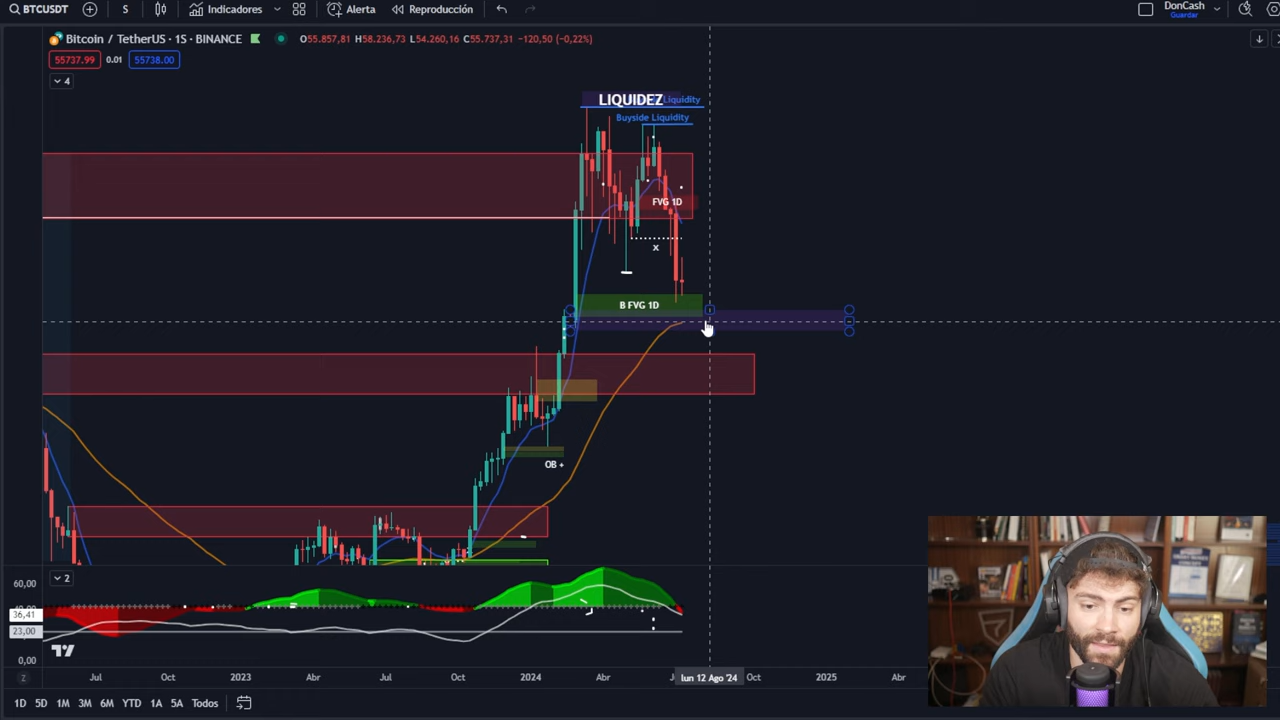 BTCUSDT S Indicadores Alerta Reproducción DonCash
Guardar
Bitcoin / TetherUS · 1S · BINANCE O55.857,81 H58.236,73 L54.260,16 C55.737,31 −120,50 (−0,22%)
55737.99 0.01 55738.00
4
LIQUIDEZ Liquidity
Buyside Liquidity
FVG 1D
X
B FVG 1D
OB +
2
60,00
36,41
23,00
0,00
Z Jul Oct 2023 Abr Jul Oct 2024 Abr lun 12 Ago '24 Oct 2025 Abr
1D 5D 1M 3M 6M YTD 1A 5A Todos